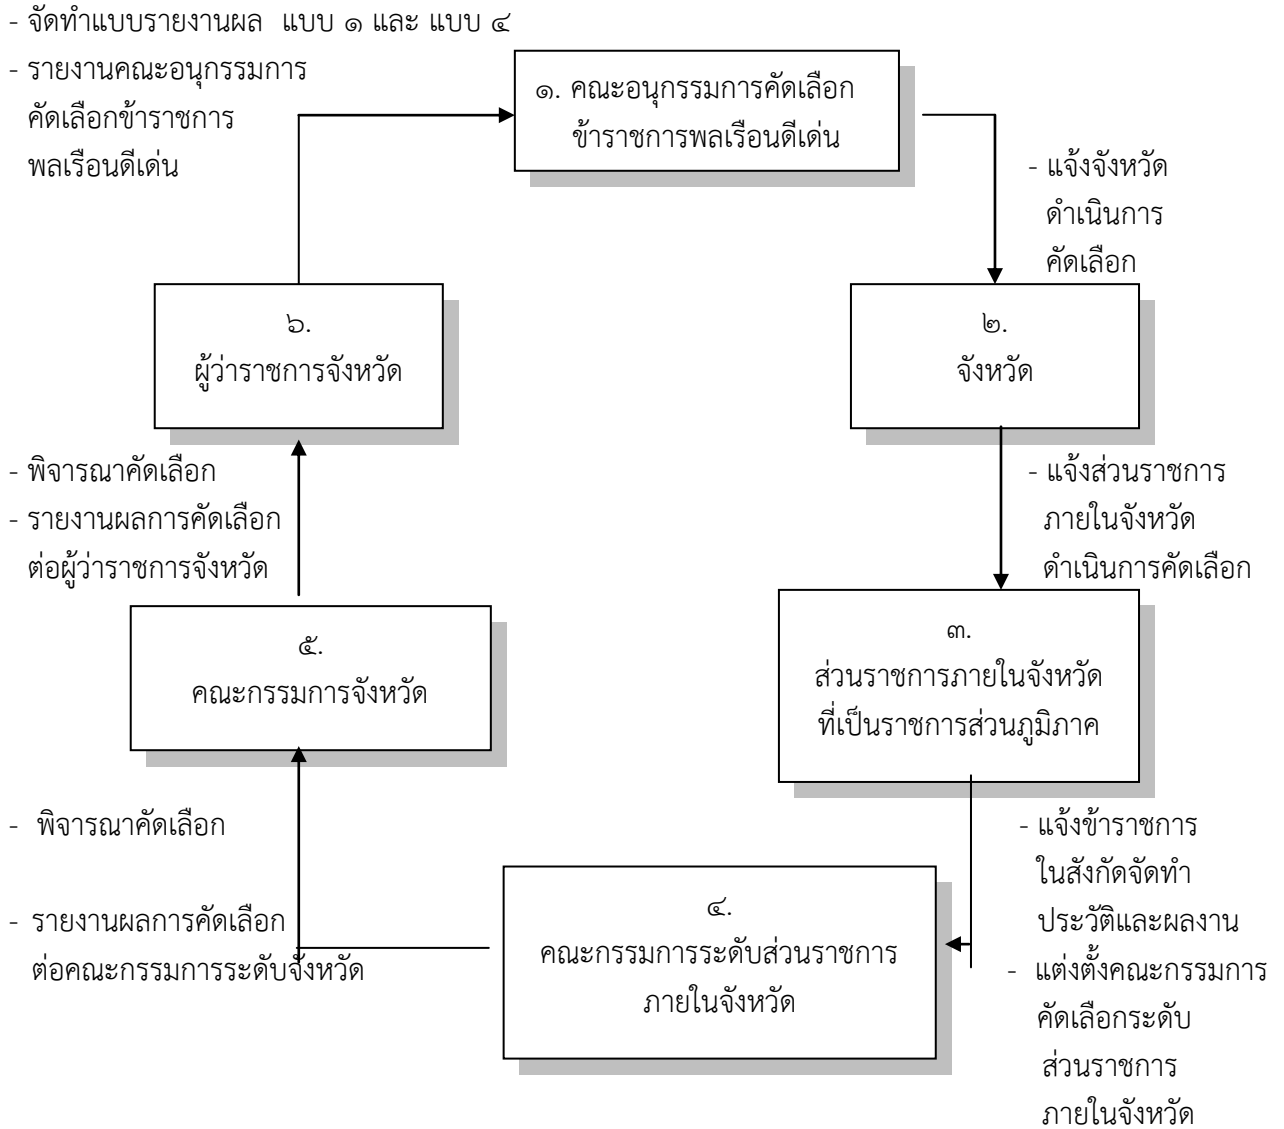 - จัดทำแบบรายงานผล แบบ ๑ และ แบบ ๔
- รายงานคณะอนุกรรมการ
คัดเลือกข้าราชการ
พลเรือนดีเด่น
๑. คณะอนุกรรมการคัดเลือก
ข้าราชการพลเรือนดีเด่น
- แจ้งจังหวัด
ดำเนินการ
คัดเลือก
๖.
ผู้ว่าราชการจังหวัด
๒.
จังหวัด
- พิจารณาคัดเลือก
- รายงานผลการคัดเลือก
ต่อผู้ว่าราชการจังหวัด
- แจ้งส่วนราชการ
ภายในจังหวัด
ดำเนินการคัดเลือก
๕.
คณะกรรมการจังหวัด
๓.
ส่วนราชการภายในจังหวัด
ที่เป็นราชการส่วนภูมิภาค
- พิจารณาคัดเลือก
- รายงานผลการคัดเลือก
ต่อคณะกรรมการระดับจังหวัด
๔.
คณะกรรมการระดับส่วนราชการ
ภายในจังหวัด
- แจ้งข้าราชการ
ในสังกัดจัดทำ
ประวัติและผลงาน
- แต่งตั้งคณะกรรมการ
คัดเลือกระดับ
ส่วนราชการ
ภายในจังหวัด